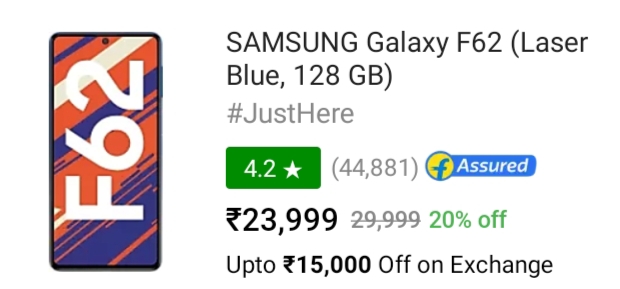 SAMSUNG Galaxy F62 (Laser
Blue, 128 GB)
#JustHere
4.2 ★ (44,881) f Assured
₹23,999 29,999 20% off
Upto ₹15,000 Off on Exchange
F62